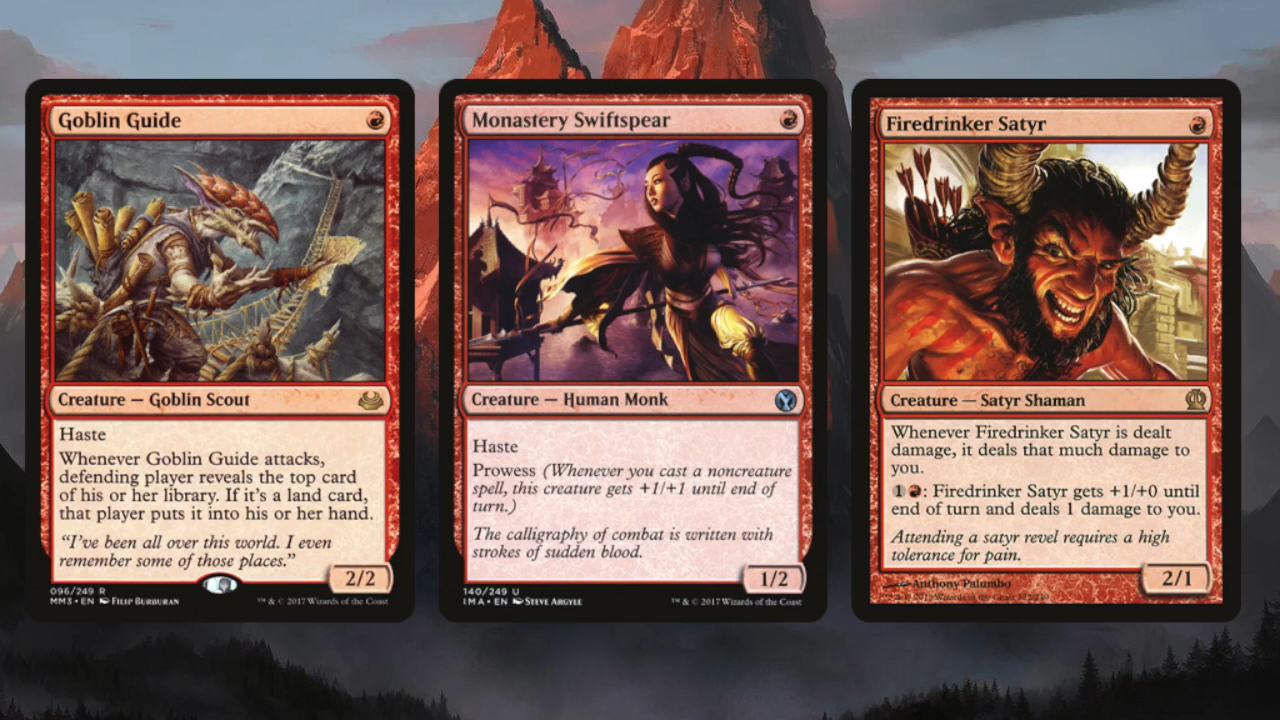 Goblin Guide
Creature — Goblin Scout
Haste
Whenever Goblin Guide attacks,
defending player reveals the top card
of his or her library. If it's a land card,
that player puts it into his or her hand.
"I've been all over this world. I even
remember some of those places."
2/2
096/249 R
MM3 • EN Filip Burburan
™ & © 2017 Wizards of the Coast
Monastery Swiftspear
Creature — Human Monk
Haste
Prowess (Whenever you cast a noncreature
spell, this creature gets +1/+1 until end of
turn.)
The calligraphy of combat is written with
strokes of sudden blood.
1/2
140/249 U
IMA • EN Steve Argyle
™ & © 2017 Wizards of the Coast
Firedrinker Satyr
Creature — Satyr Shaman
Whenever Firedrinker Satyr is dealt
damage, it deals that much damage to
you.
1 : Firedrinker Satyr gets +1/+0 until
end of turn and deals 1 damage to you.
Attending a satyr revel requires a high
tolerance for pain.
2/1
Anthony Palumbo